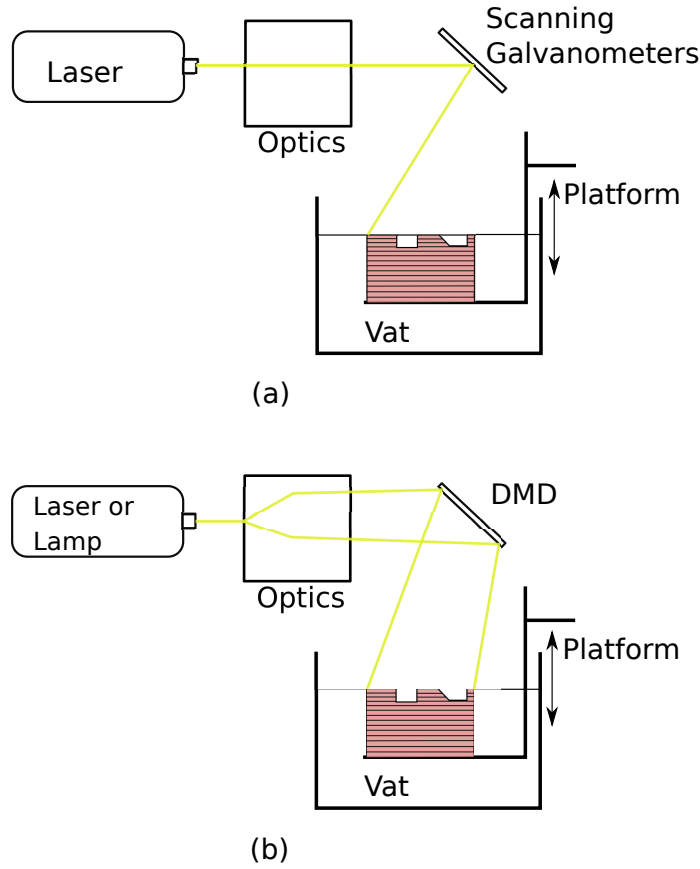 Scanning
Galvanometers
Laser
Optics
Platform
Vat
(a)
Laser or
Lamp
DMD
Optics
Platform
Vat
(b)